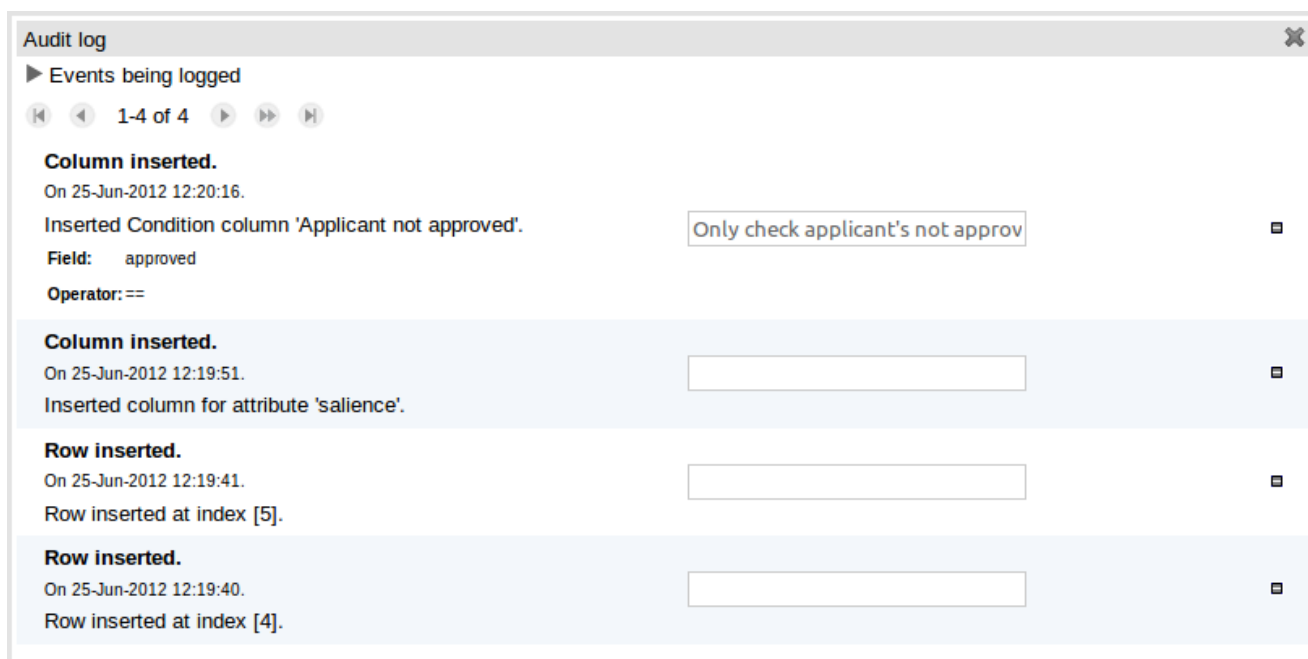 Audit log
Events being logged
1-4 of 4
Column inserted.
On 25-Jun-2012 12:20:16.
Inserted Condition column 'Applicant not approved'.
Only check applicant's not approv
Field: approved
Operator: ==
Column inserted.
On 25-Jun-2012 12:19:51.
Inserted column for attribute 'salience'.
Row inserted.
On 25-Jun-2012 12:19:41.
Row inserted at index [5].
Row inserted.
On 25-Jun-2012 12:19:40.
Row inserted at index [4].